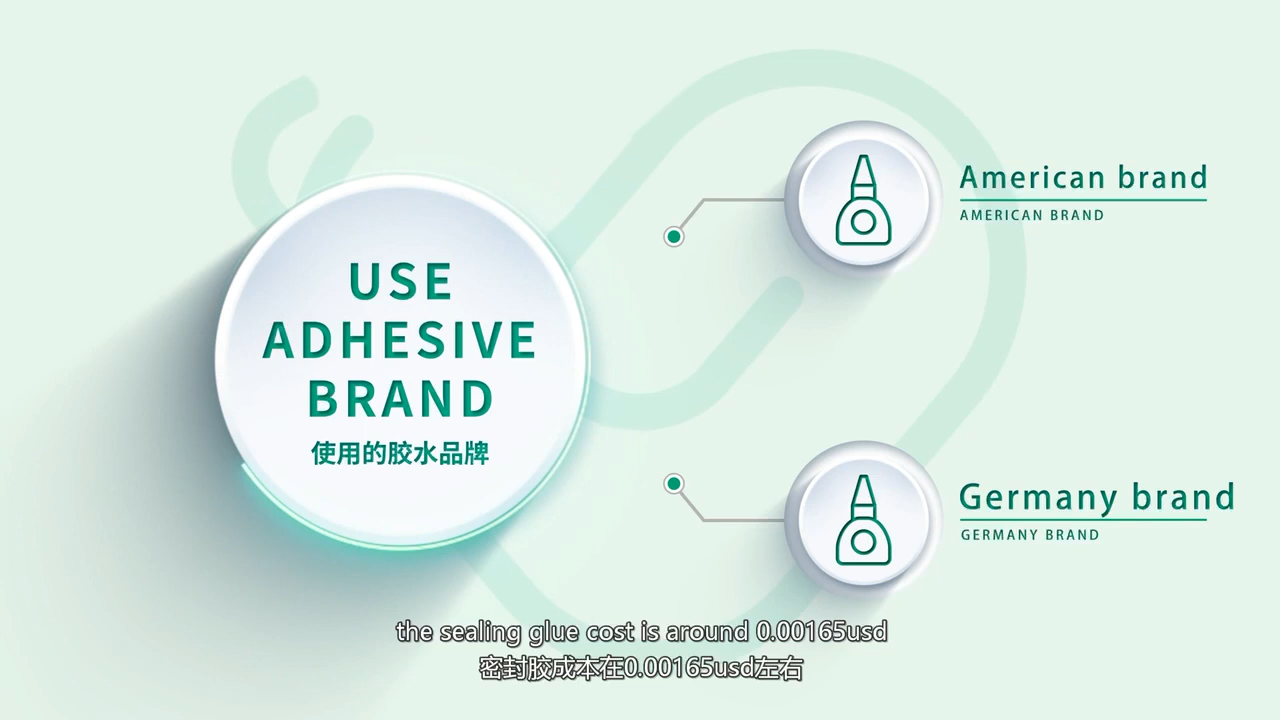 USE
ADHESIVE
BRAND
使用的胶水品牌
American brand
AMERICAN BRAND
Germany brand
GERMANY BRAND
the sealing glue cost is around 0.00165usd
密封胶成本在0.00165usd左右